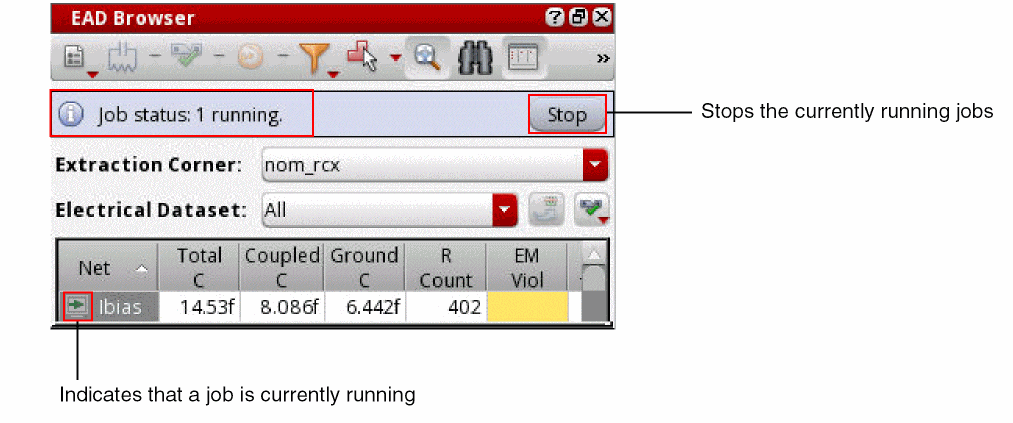 EAD Browser
Job status: 1 running.
Stop
Stops the currently running jobs
Extraction Corner: nom_rcx
Electrical Dataset: All
Net Total C Coupled C Ground C R Count EM Viol
Ibias 14.53f 8.086f 6.442f 402
Indicates that a job is currently running